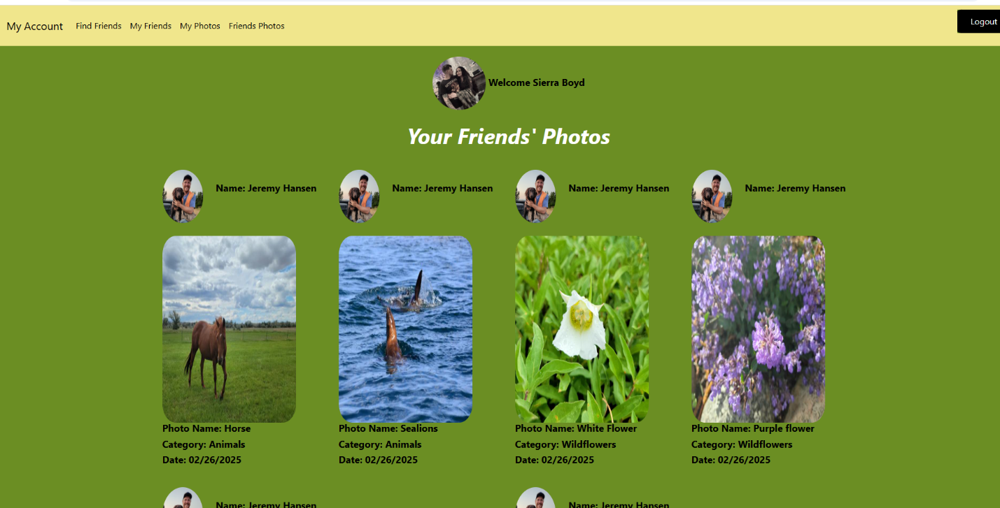 My Account Find Friends My Friends My Photos Friends Photos Logout
Welcome Sierra Boyd
Your Friends' Photos
Name: Jeremy Hansen Name: Jeremy Hansen Name: Jeremy Hansen Name: Jeremy Hansen
Photo Name: Horse
Category: Animals
Date: 02/26/2025
Photo Name: Sealions
Category: Animals
Date: 02/26/2025
Photo Name: White Flower
Category: Wildflowers
Date: 02/26/2025
Photo Name: Purple flower
Category: Wildflowers
Date: 02/26/2025
Name: Jeremy Hansen Name: Jeremy Hansen